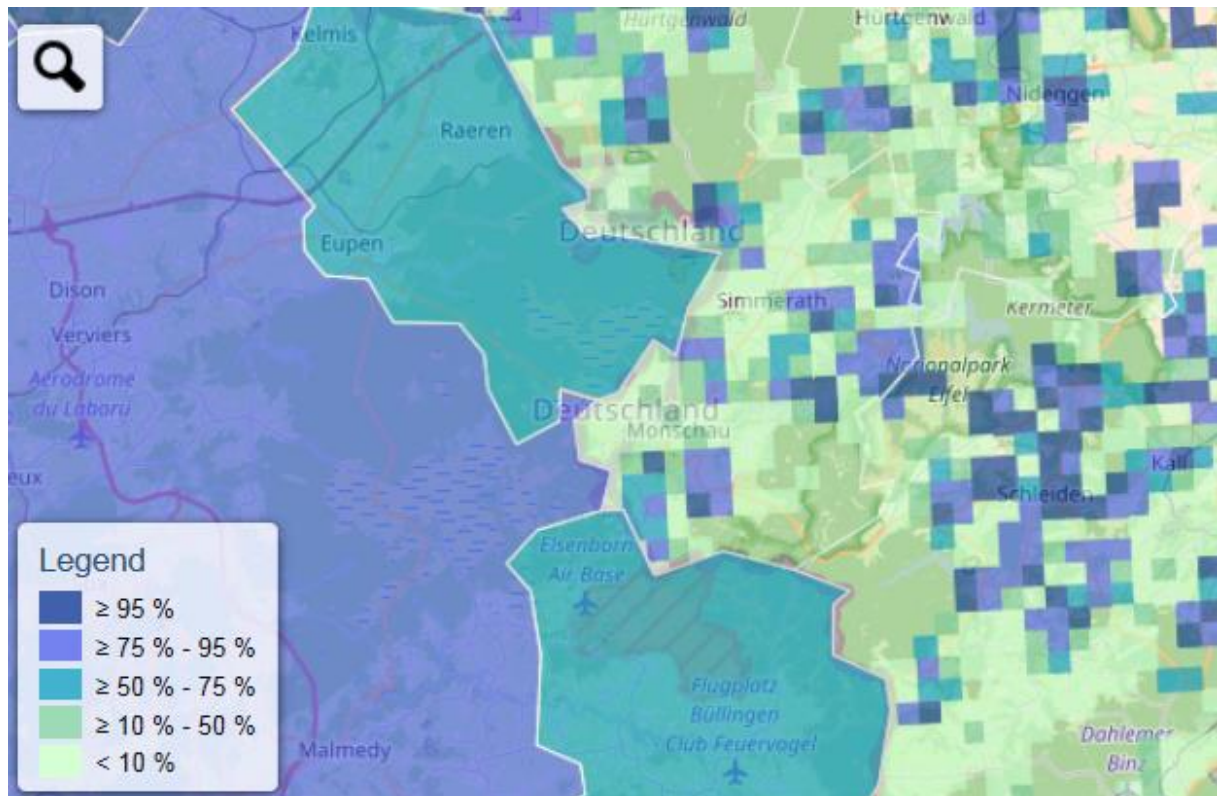 Kelmis
Hürtgenwald
Hürtgenwald
Nideggen
Raeren
Deutschland
Eupen
Dison
Simmerath
Kermeter
Verviers
Nationalpark
Eifel
Aérodrome
du Laboru
Deutschland
Monschau
Kall
eux
Schleiden
Elsenborn
Air Base
Legend
≥ 95 %
≥ 75 % - 95 %
≥ 50 % - 75 %
≥ 10 % - 50 %
< 10 %
Flugplatz
Büllingen
Club Feuervogel
Malmedy
Dahlemer
Binz